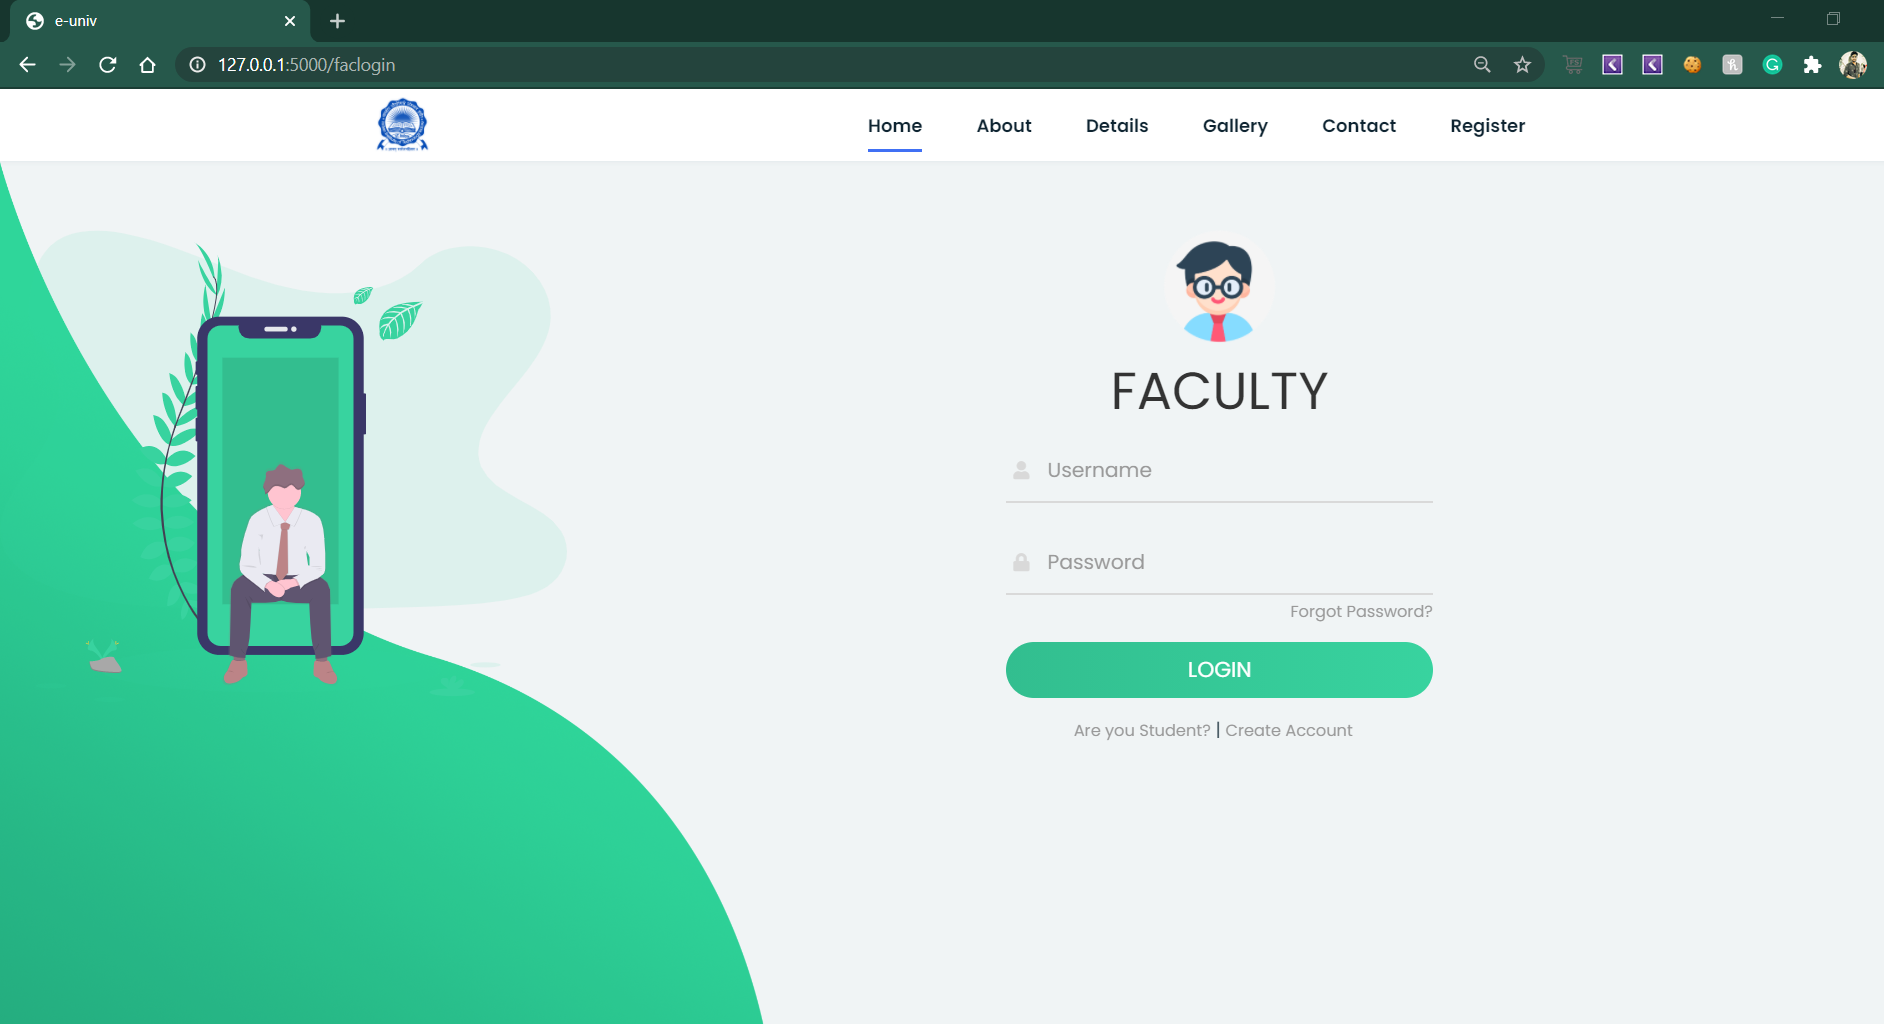 e-univ
127.0.0.1:5000/faclogin
Home About Details Gallery Contact Register
FACULTY
Username
Password
Forgot Password?
LOGIN
Are you Student? | Create Account